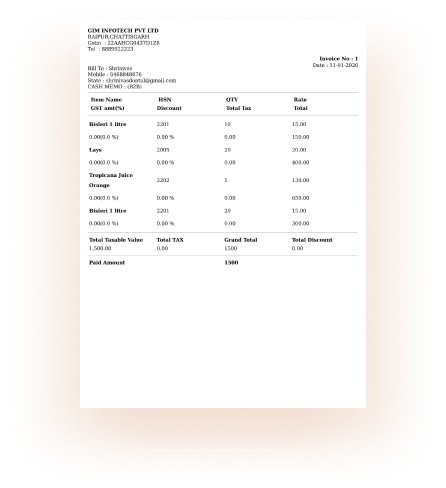 GIM INFOTECH PVT LTD
RAIPUR,CHATTISGARH
Gstin : 22AAHCG0437D1Z8
Tel : 8889922223
Invoice No : 1
Date : 11-01-2020
Bill To : Shrinivas
Mobile : 8468848676
State : shrinivasdontul@gmail.com
CASH MEMO : (B2B)
Item Name HSN QTY Rate
GST amt(%) Discount Total Tax Total
Bisleri 1 litre 2201 10 15.00
0.00(0.0 %) 0.00 % 0.00 150.00
Lays 2005 20 20.00
0.00(0.0 %) 0.00 % 0.00 400.00
Tropicana Juice
Orange 2202 5 130.00
0.00(0.0 %) 0.00 % 0.00 650.00
Bisleri 1 litre 2201 20 15.00
0.00(0.0 %) 0.00 % 0.00 300.00
Total Taxable Value Total TAX Grand Total Total Discount
1,500.00 0.00 1500 0.00
Paid Amount 1500